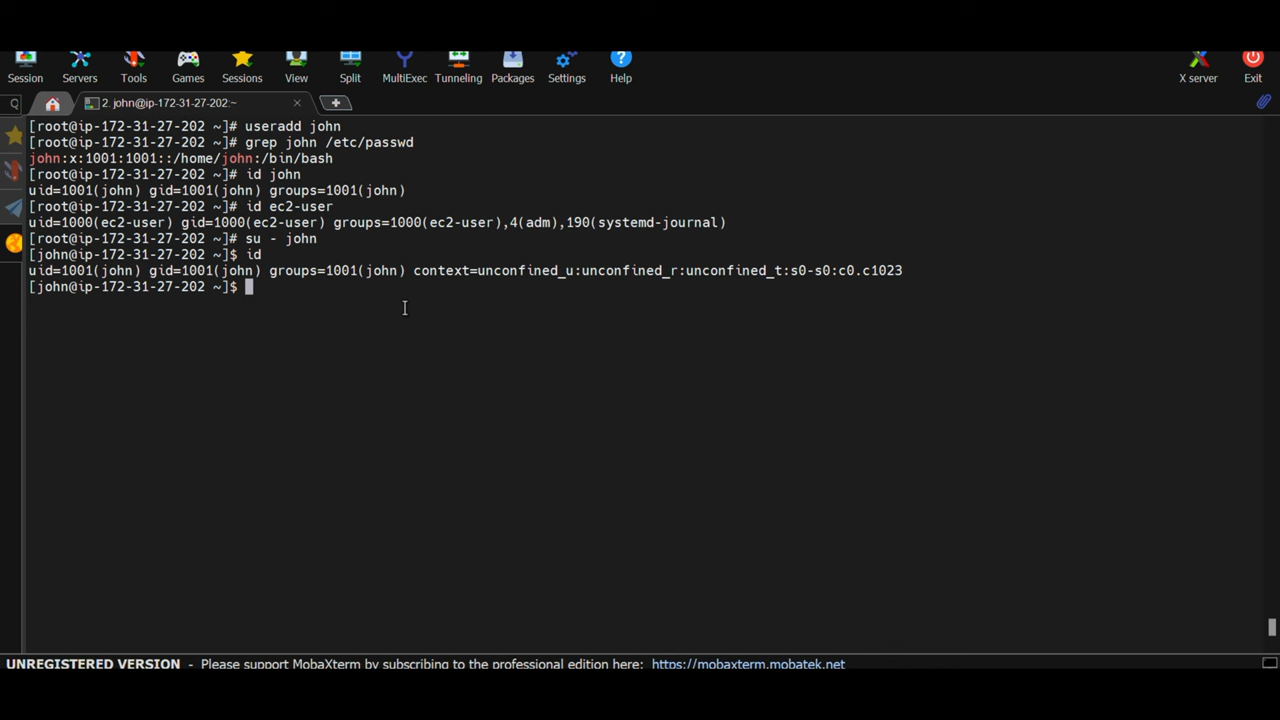 Session Servers Tools Games Sessions View Split MultiExec Tunneling Packages Settings Help X server Exit
2. john@ip-172-31-27-202:~
[root@ip-172-31-27-202 ~]# useradd john
[root@ip-172-31-27-202 ~]# grep john /etc/passwd
john:x:1001:1001::/home/john:/bin/bash
[root@ip-172-31-27-202 ~]# id john
uid=1001(john) gid=1001(john) groups=1001(john)
[root@ip-172-31-27-202 ~]# id ec2-user
uid=1000(ec2-user) gid=1000(ec2-user) groups=1000(ec2-user),4(adm),190(systemd-journal)
[root@ip-172-31-27-202 ~]# su - john
[john@ip-172-31-27-202 ~]$ id
uid=1001(john) gid=1001(john) groups=1001(john) context=unconfined_u:unconfined_r:unconfined_t:s0-s0:c0.c1023
[john@ip-172-31-27-202 ~]$
UNREGISTERED VERSION - Please support MobaXterm by subscribing to the professional edition here: https://mobaxterm.mobatek.net